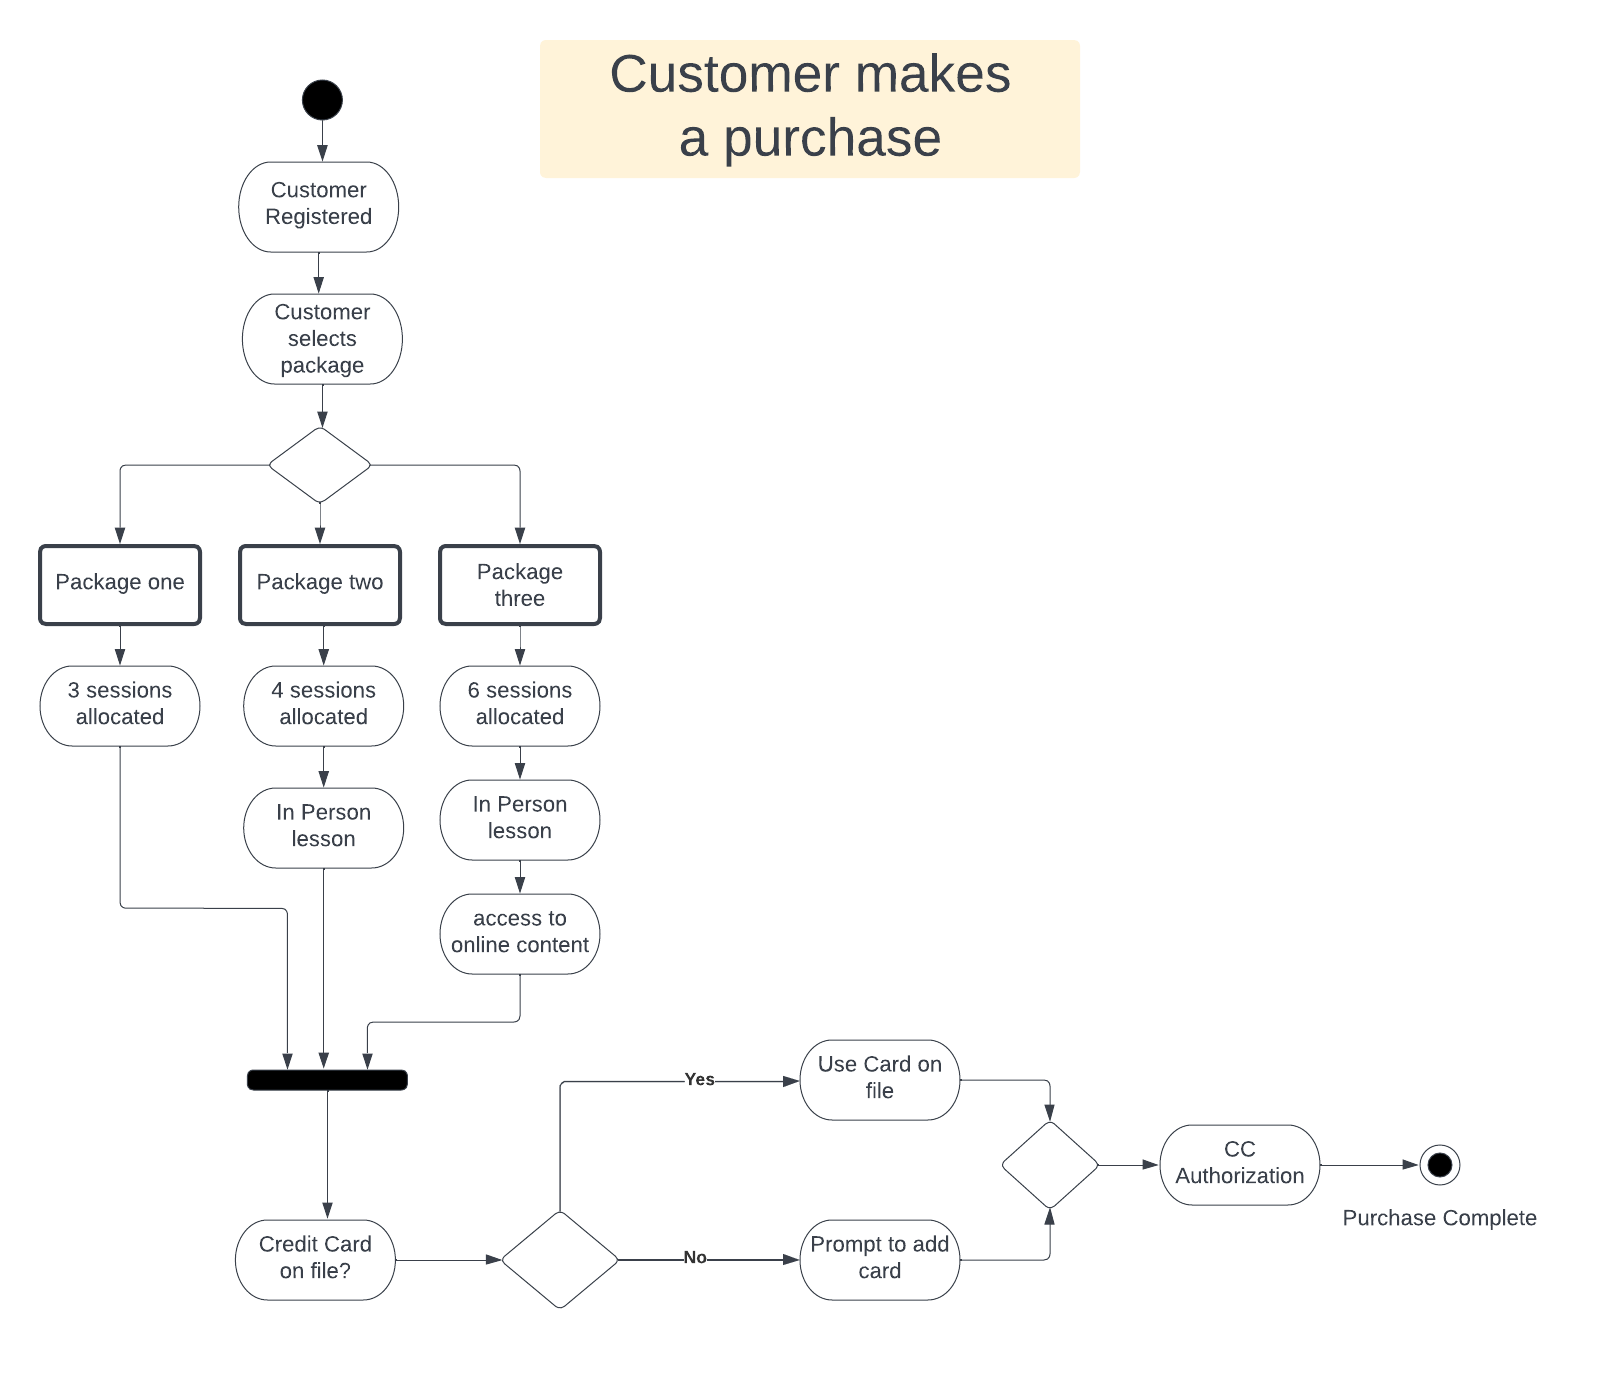 Customer makes
a purchase
Customer
Registered
Customer
selects
package
Package one
Package two
Package
three
3 sessions
allocated
4 sessions
allocated
6 sessions
allocated
In Person
lesson
In Person
lesson
access to
online content
Yes
Use Card on
file
CC
Authorization
Purchase Complete
Credit Card
on file?
No
Prompt to add
card